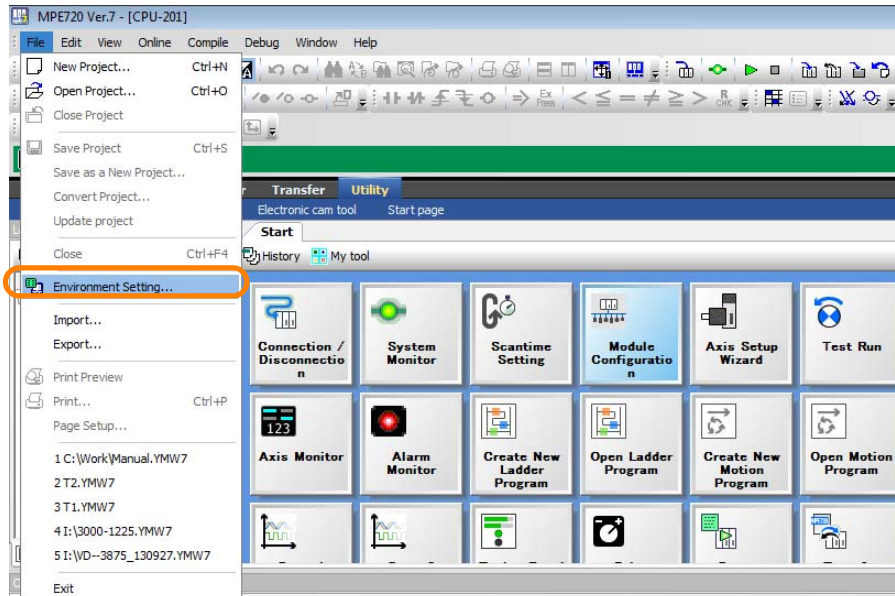 MPE720 Ver.7 - [CPU-201]
File Edit View Online Compile Debug Window Help
New Project... Ctrl+N
Open Project... Ctrl+O
Close Project
Save Project Ctrl+S
Save as a New Project...
Convert Project...
Update project
Close Ctrl+F4
Environment Setting...
Import...
Export...
Print Preview
Print... Ctrl+P
Page Setup...
1 C:\Work\Manual.YMW7
2 T2.YMW7
3 T1.YMW7
4 I:\3000-1225.YMW7
5 I:\VD--3875_130927.YMW7
Exit
Transfer Utility
Electronic cam tool Start page
Start
History My tool
Connection / Disconnectio n
System Monitor
Scantime Setting
Module Configuratio n
Axis Setup Wizard
Test Run
123
Axis Monitor
Alarm Monitor
Create New Ladder Program
Open Ladder Program
Create New Motion Program
Open Motion Program